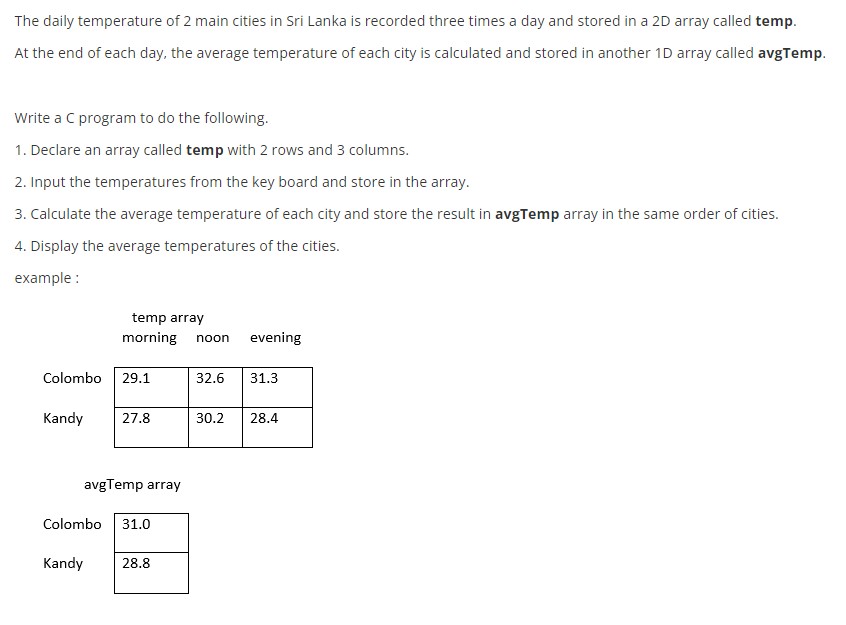 The daily temperature of 2 main cities in Sri Lanka is recorded three times a day and stored in a 2D array called temp.
At the end of each day, the average temperature of each city is calculated and stored in another 1D array called avgTemp.
Write a C program to do the following.
1. Declare an array called temp with 2 rows and 3 columns.
2. Input the temperatures from the key board and store in the array.
3. Calculate the average temperature of each city and store the result in avgTemp array in the same order of cities.
4. Display the average temperatures of the cities.
example :
temp array
morning noon evening
Colombo 29.1 32.6 31.3
Kandy 27.8 30.2 28.4
avgTemp array
Colombo 31.0
Kandy 28.8